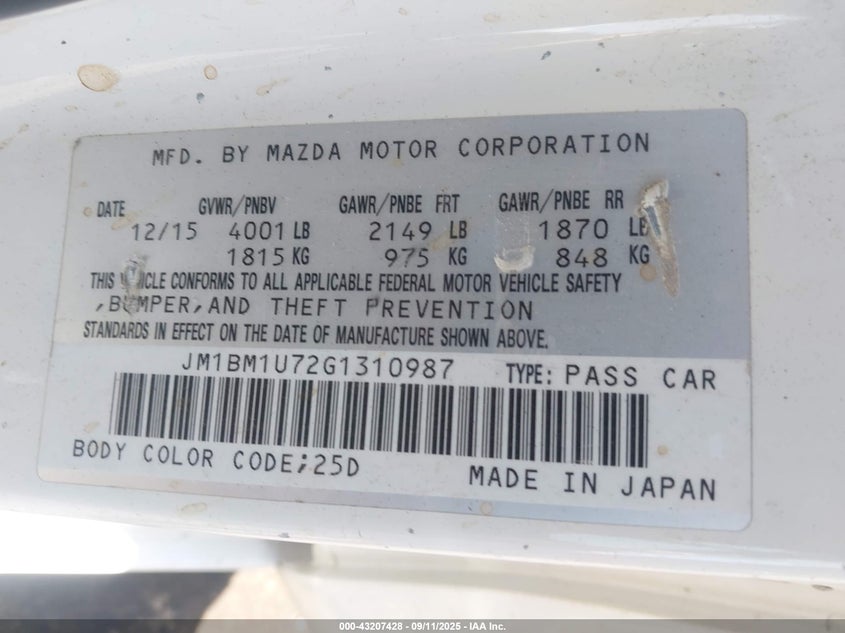 MFD. BY MAZDA MOTOR CORPORATION
DATE GVWR/PNBV GAWR/PNBE FRT GAWR/PNBE RR
12/15 4001 LB 2149 LB 1870 LB
1815 KG 975 KG 848 KG
THIS VEHICLE CONFORMS TO ALL APPLICABLE FEDERAL MOTOR VEHICLE SAFETY
,BUMPER,AND THEFT PREVENTION
STANDARDS IN EFFECT ON THE DATE OF MANUFACTURE SHOWN ABOVE.
JM1BM1U72G1310987 TYPE: PASS CAR
BODY COLOR CODE;25D MADE IN JAPAN
000-43207428 - 09/11/2025 - IAA Inc.